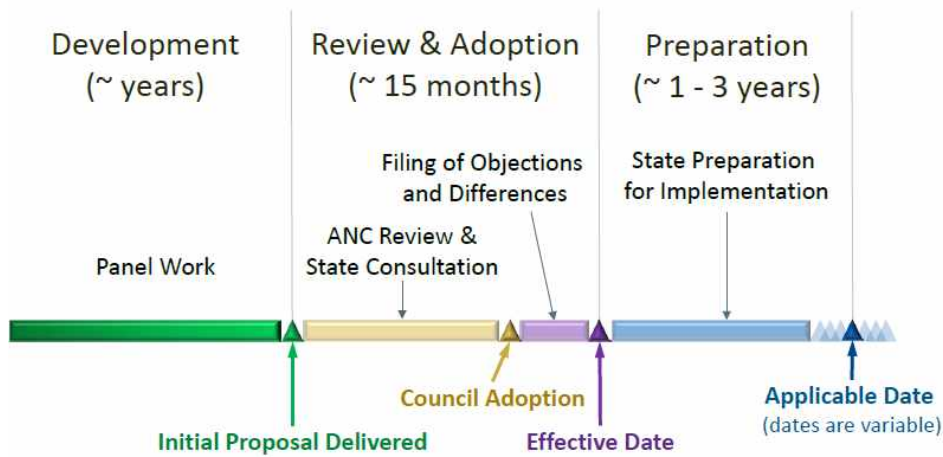 Development
(~ years)
Review & Adoption
(~ 15 months)
Preparation
(~ 1 - 3 years)
Filing of Objections
and Differences
State Preparation
for Implementation
ANC Review &
State Consultation
Panel Work
Council Adoption
Applicable Date
(dates are variable)
Initial Proposal Delivered
Effective Date